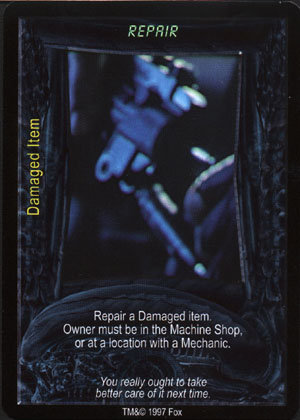 REPAIR
Damaged Item
Repair a Damaged item.
Owner must be in the Machine Shop,
or at a location with a Mechanic.
You really ought to take
better care of it next time.
TM&© 1997 Fox